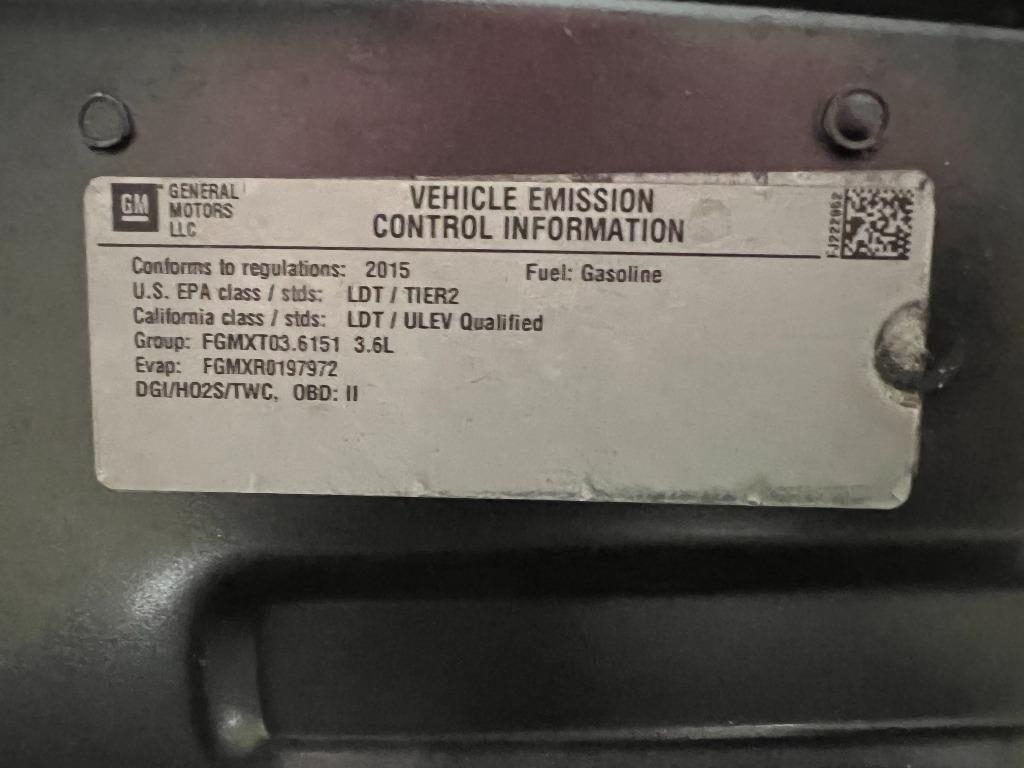 GM
GENERAL
MOTORS
LLC
VEHICLE EMISSION
CONTROL INFORMATION
FJ222062
Conforms to regulations: 2015 Fuel: Gasoline
U.S. EPA class / stds: LDT / TIER2
California class / stds: LDT / ULEV Qualified
Group: FGMXT03.6151 3.6L
Evap: FGMXR0197972
DGI/HO2S/TWC, OBD: II